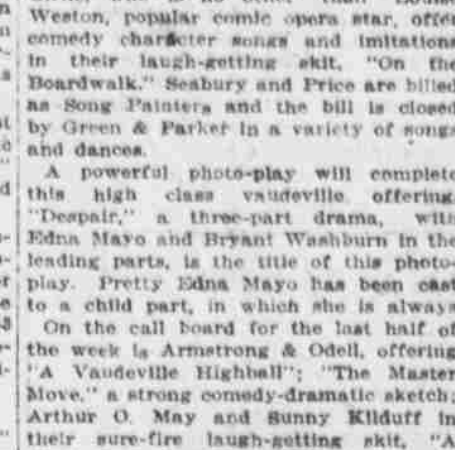 Weston, popular comic opera star, offer
comedy character songs and imitations
in their laugh-getting skit, "On the
Boardwalk." Seabury and Price are billed
as Song Painters and the bill is closed
by Green & Parker in a variety of songs
and dances.
A powerful photo-play will complete
this high class vaudeville offering.
"Despair," a three-part drama, with
Edna Mayo and Bryant Washburn in the
leading parts, is the title of this photo-
play. Pretty Edna Mayo has been cast
to a child part, in which she is always
On the call board for the last half of
the week is Armstrong & Odell, offering
"A Vaudeville Highball"; "The Master
Move," a strong comedy-dramatic sketch;
Arthur O. May and Sunny Kilduff in
their sure-fire laugh-getting skit, "A